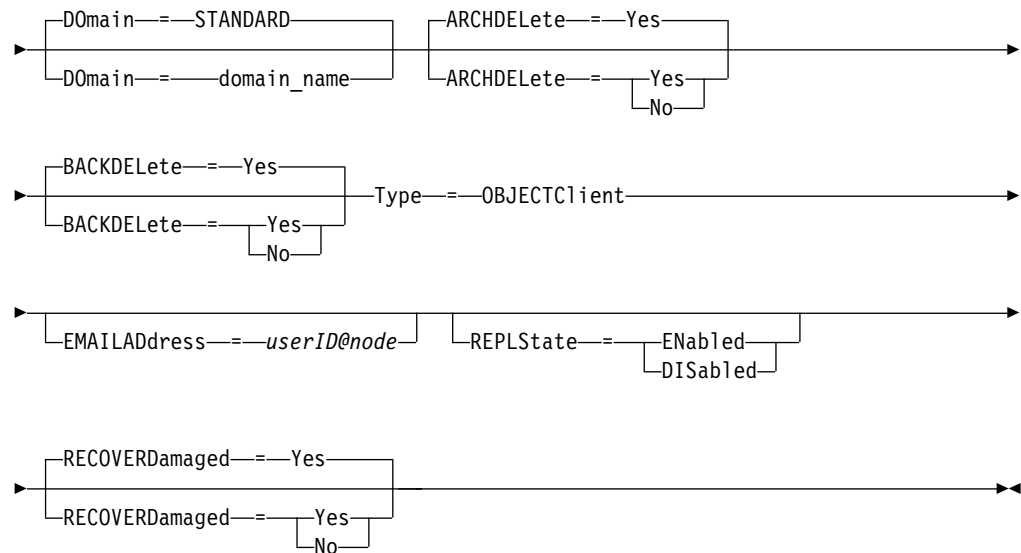 DOmain = STANDARD ARCHDELete = Yes
DOmain = domain_name ARCHDELete = Yes
No
BACKDELete = Yes
Type = OBJECTClient
BACKDELete = Yes
No
EMAILADdress = userID@node REPLState = ENabled
DISabled
RECOVERDamaged = Yes
RECOVERDamaged = Yes
No